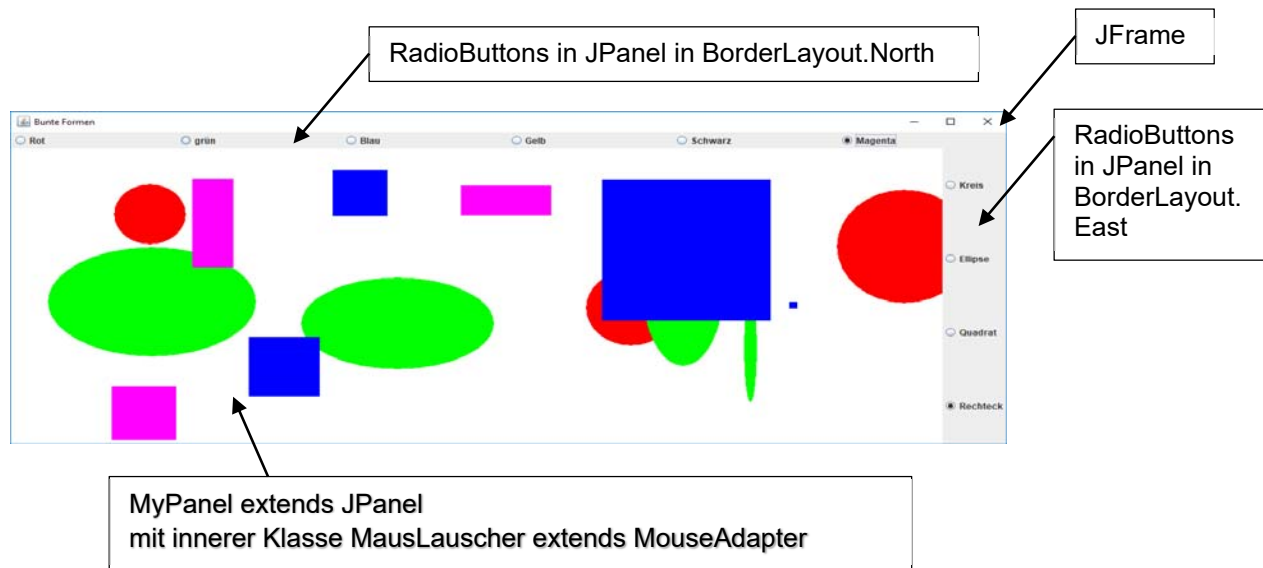 JFrame
RadioButtons in JPanel in BorderLayout.North
Bunte Formen
Rot grün Blau Gelb Schwarz Magenta
RadioButtons
in JPanel in
BorderLayout.
East
Kreis
Ellipse
Quadrat
Rechteck
MyPanel extends JPanel
mit innerer Klasse MausLauscher extends MouseAdapter